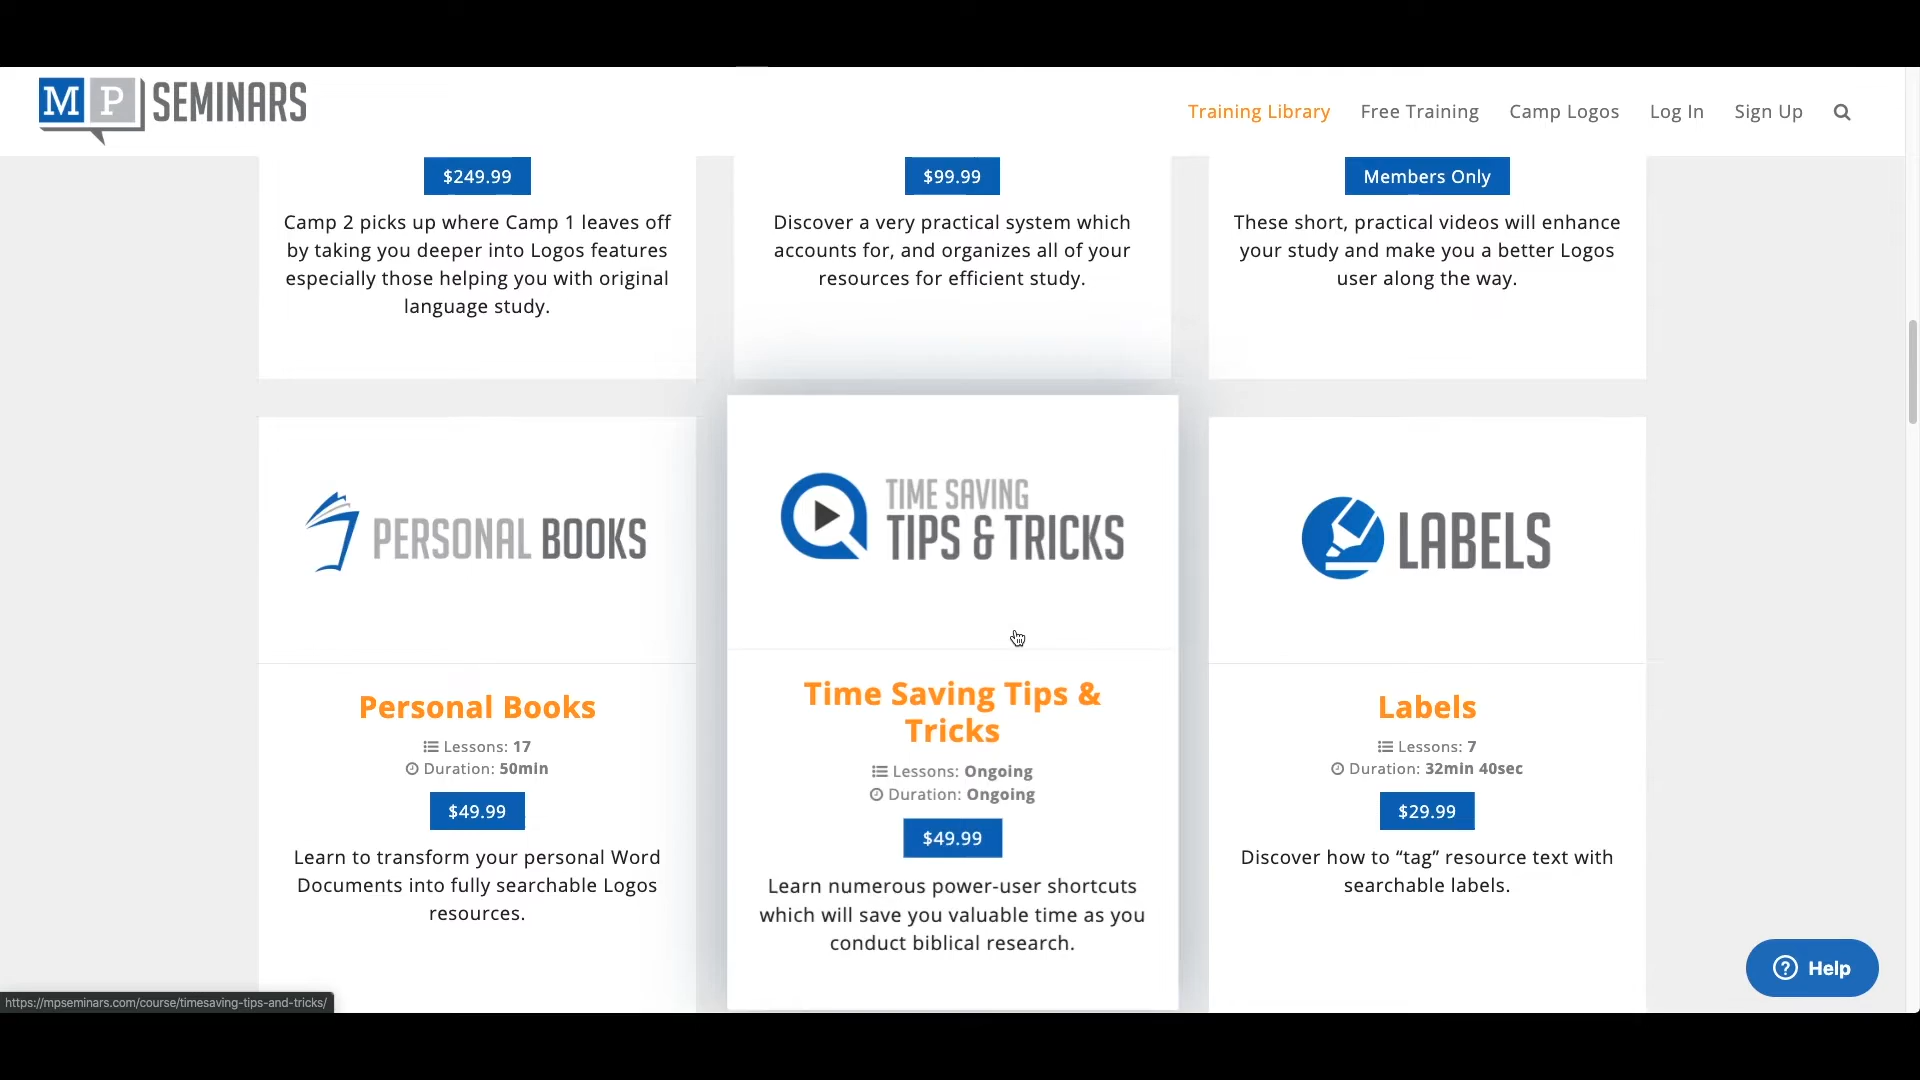 M P SEMINARS
Training Library
Free Training
Camp Logos
Log In
Sign Up
$249.99
Camp 2 picks up where Camp 1 leaves off
by taking you deeper into Logos features
especially those helping you with original
language study.
$99.99
Discover a very practical system which
accounts for, and organizes all of your
resources for efficient study.
Members Only
These short, practical videos will enhance
your study and make you a better Logos
user along the way.
PERSONAL BOOKS
Personal Books
Lessons: 17
Duration: 50min
$49.99
Learn to transform your personal Word
Documents into fully searchable Logos
resources.
TIME SAVING
TIPS & TRICKS
Time Saving Tips &
Tricks
Lessons: Ongoing
Duration: Ongoing
$49.99
Learn numerous power-user shortcuts
which will save you valuable time as you
conduct biblical research.
LABELS
Labels
Lessons: 7
Duration: 32min 40sec
$29.99
Discover how to “tag” resource text with
searchable labels.
? Help
https://mpseminars.com/course/timesaving-tips-and-tricks/